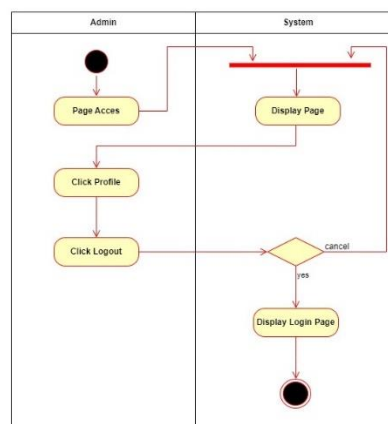 Admin
System
Page Acces
Display Page
Click Profile
Click Logout
cancel
yes
Display Login Page